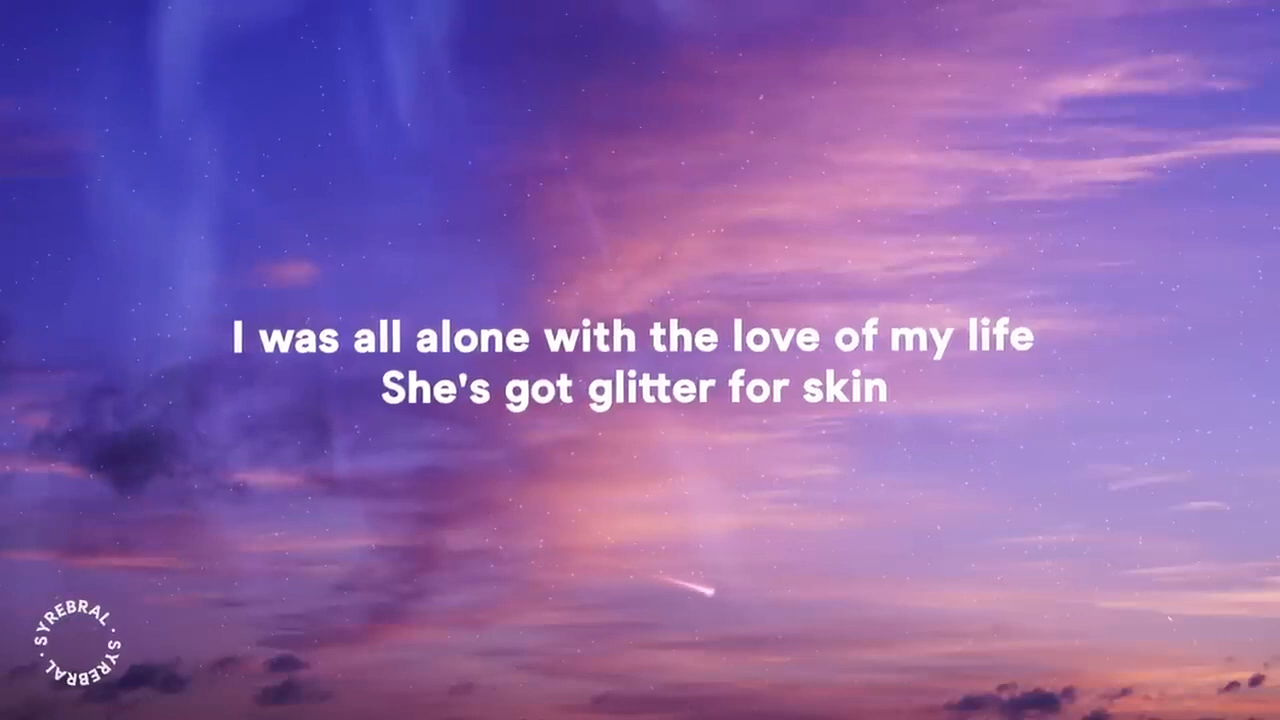 I was all alone with the love of my life
She's got glitter for skin
SYREBRAL · SYREBRAL ·